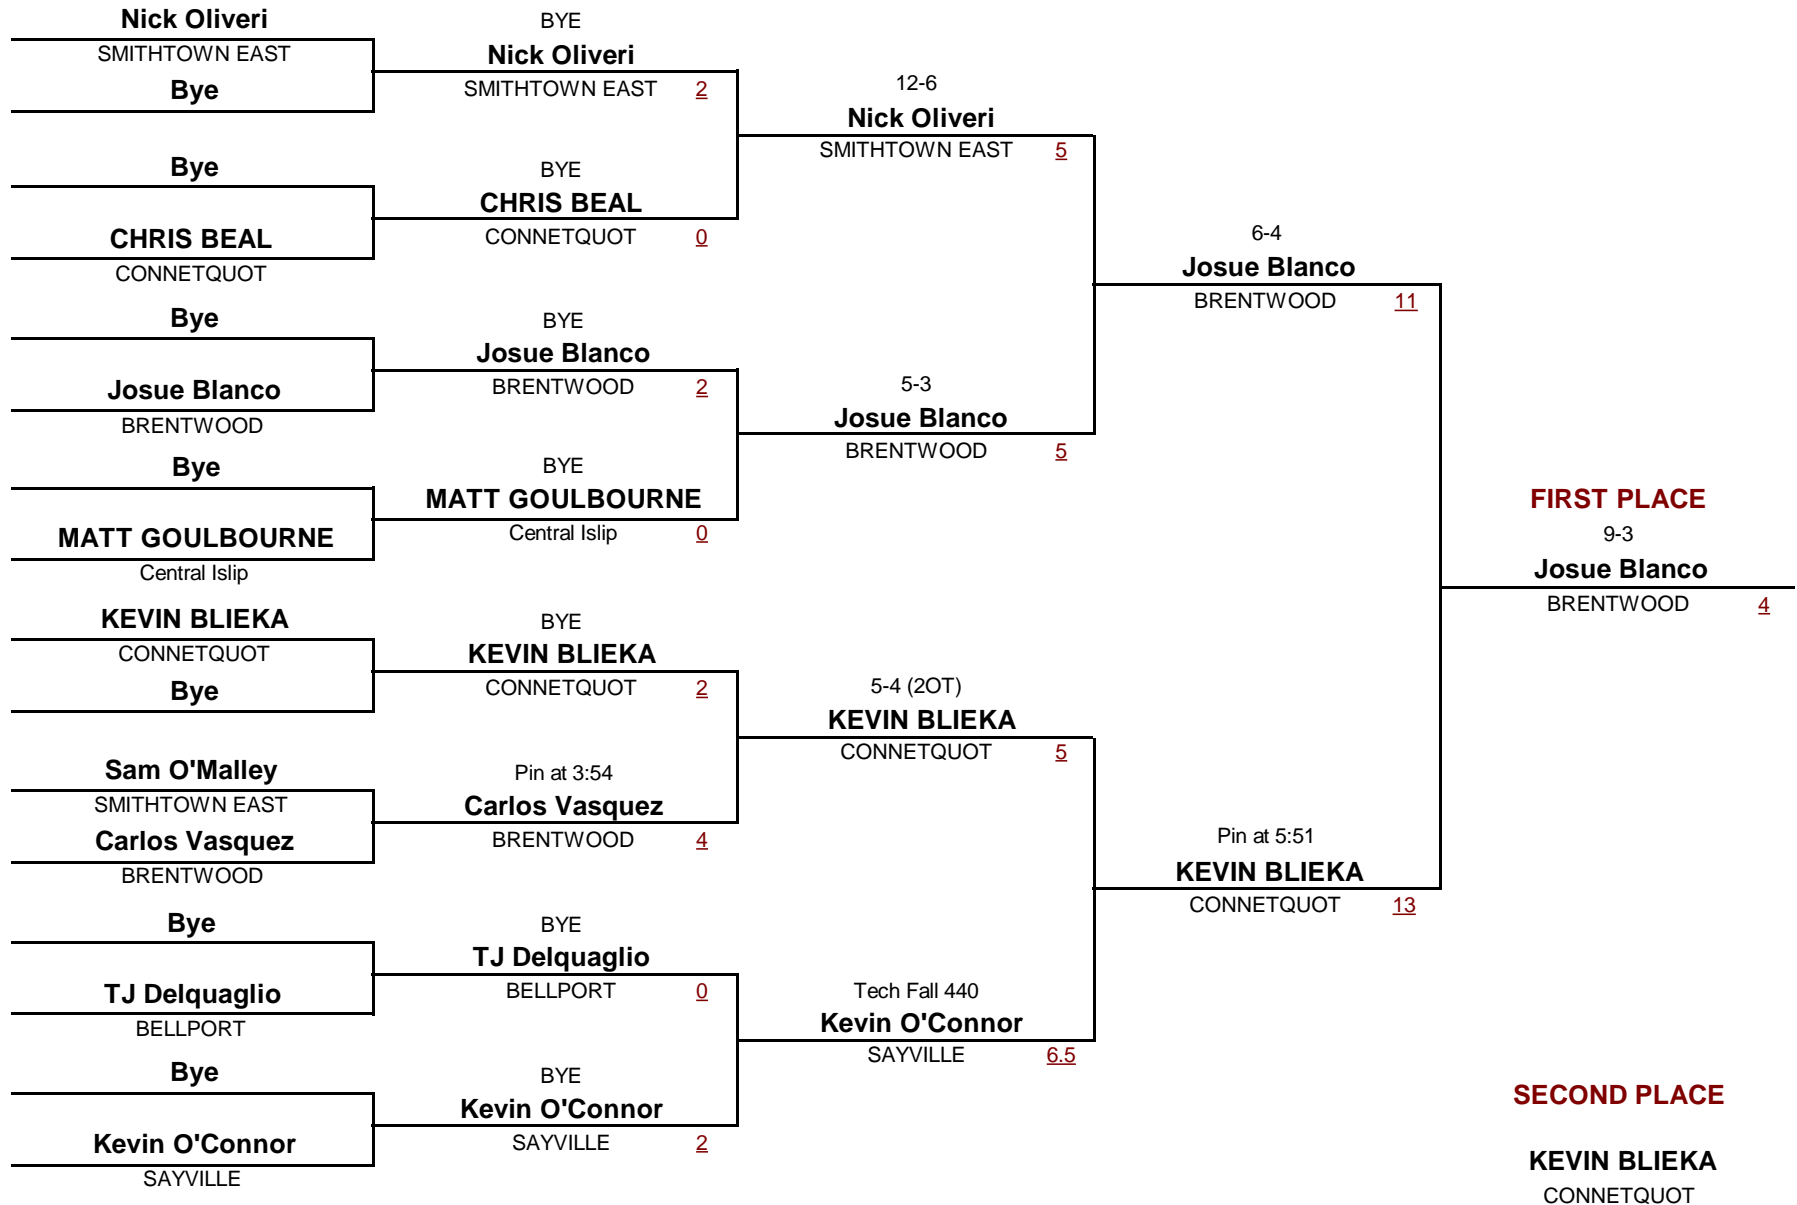 Nick Oliveri
SMITHTOWN EAST
Bye
Bye
CHRIS BEAL
CONNETQUOT
Bye
Josue Blanco
BRENTWOOD
Bye
MATT GOULBOURNE
Central Islip
KEVIN BLIEKA
CONNETQUOT
Bye
Sam O'Malley
SMITHTOWN EAST
Carlos Vasquez
BRENTWOOD
Bye
TJ Delquaglio
BELLPORT
Bye
Kevin O'Connor
SAYVILLE
BYE
Nick Oliveri
SMITHTOWN EAST 2
BYE
CHRIS BEAL
CONNETQUOT 0
BYE
Josue Blanco
BRENTWOOD 2
BYE
MATT GOULBOURNE
Central Islip 0
BYE
KEVIN BLIEKA
CONNETQUOT 2
Pin at 3:54
Carlos Vasquez
BRENTWOOD 4
BYE
TJ Delquaglio
BELLPORT 0
BYE
Kevin O'Connor
SAYVILLE 2
12-6
Nick Oliveri
SMITHTOWN EAST 5
5-3
Josue Blanco
BRENTWOOD 5
5-4 (2OT)
KEVIN BLIEKA
CONNETQUOT 5
Tech Fall 440
Kevin O'Connor
SAYVILLE 6.5
6-4
Josue Blanco
BRENTWOOD 11
Pin at 5:51
KEVIN BLIEKA
CONNETQUOT 13
FIRST PLACE
9-3
Josue Blanco
BRENTWOOD 4
SECOND PLACE
KEVIN BLIEKA
CONNETQUOT